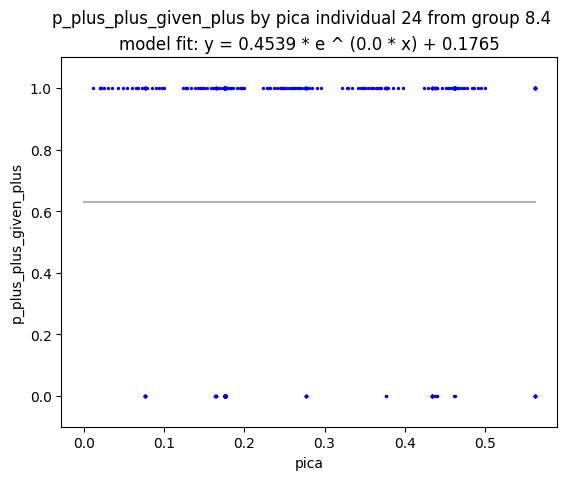 p_plus_plus_given_plus by pica individual 24 from group 8.4
model fit: y = 0.4539 * e ^ (0.0 * x) + 0.1765
1.0
0.8
0.6
0.4
0.2
0.0
p_plus_plus_given_plus
0.0 0.1 0.2 0.3 0.4 0.5
pica